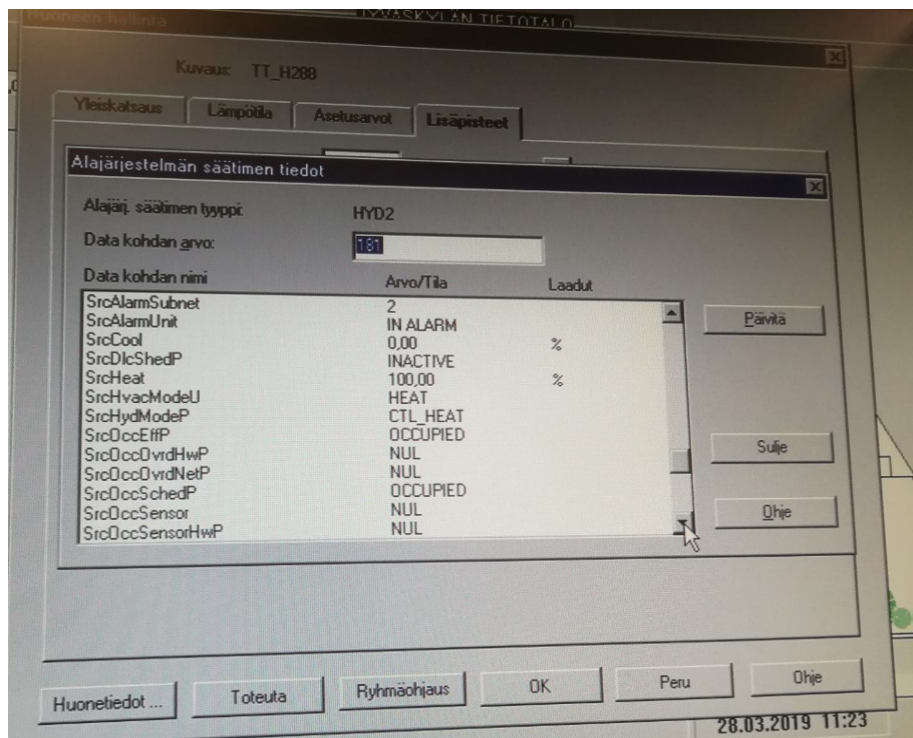 Huoneen hallinta
JYVÄSKYLÄN TIETOTALO
Kuvaus: TT_H288
Yleiskatsaus Lämpötila Asetusarvot Lisäpisteet
Alajärjestelmän säätimen tiedot
Alajärj. säätimen tyyppi: HYD2
Data kohdan arvo: 181
Data kohdan nimi Arvo/Tila Laadut
SrcAlarmSubnet 2
SrcAlarmUnit IN ALARM
SrcCool 0,00 %
SrcDlcShedP INACTIVE
SrcHeat 100,00 %
SrcHvacModeU HEAT
SrcHydModeP CTL_HEAT
SrcOccEffP OCCUPIED
SrcOccOvrdHwP NUL
SrcOccOvrdNetP NUL
SrcOccSchedP OCCUPIED
SrcOccSensor NUL
SrcOccSensorHwP NUL
Päivitä
Sulje
Ohje
Huonetiedot ... Toteuta Ryhmäohjaus OK Peru Ohje
28.03.2019 11:23